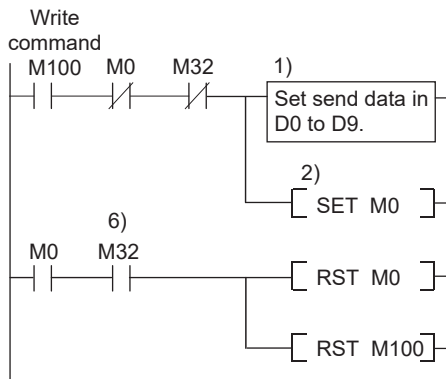 Write
command
M100 M0 M32
1)
Set send data in
D0 to D9.
2)
SET M0
6)
M0 M32
RST M0
RST M100